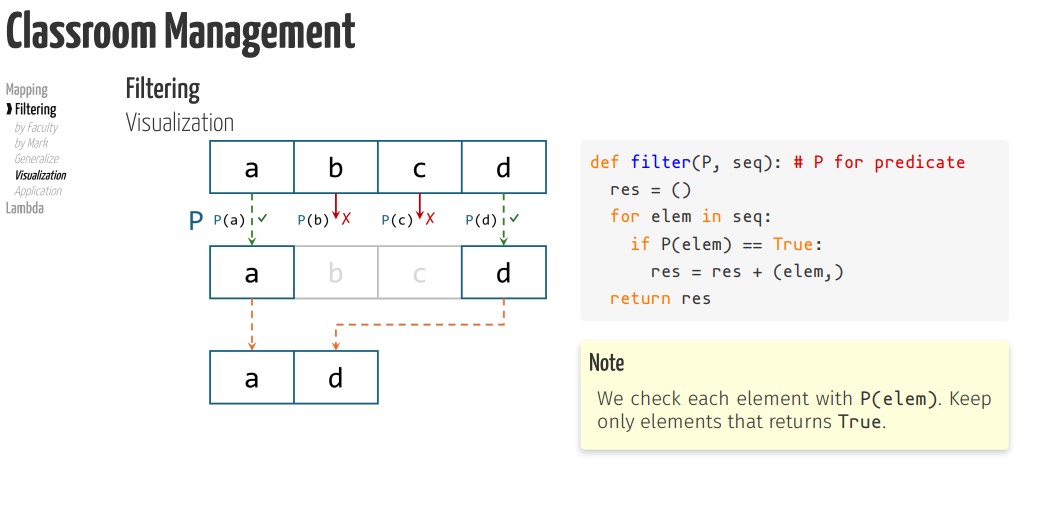 Classroom Management
Mapping
Filtering
by Faculty
by Mark
Generalize
Visualization
Application
Lambda
Filtering
Visualization
a b c d
P P(a) ✓ P(b) X P(c) X P(d) ✓
a b c d
a d
def filter(P, seq): # P for predicate
res = ()
for elem in seq:
if P(elem) == True:
res = res + (elem,)
return res
Note
We check each element with P(elem). Keep
only elements that returns True.